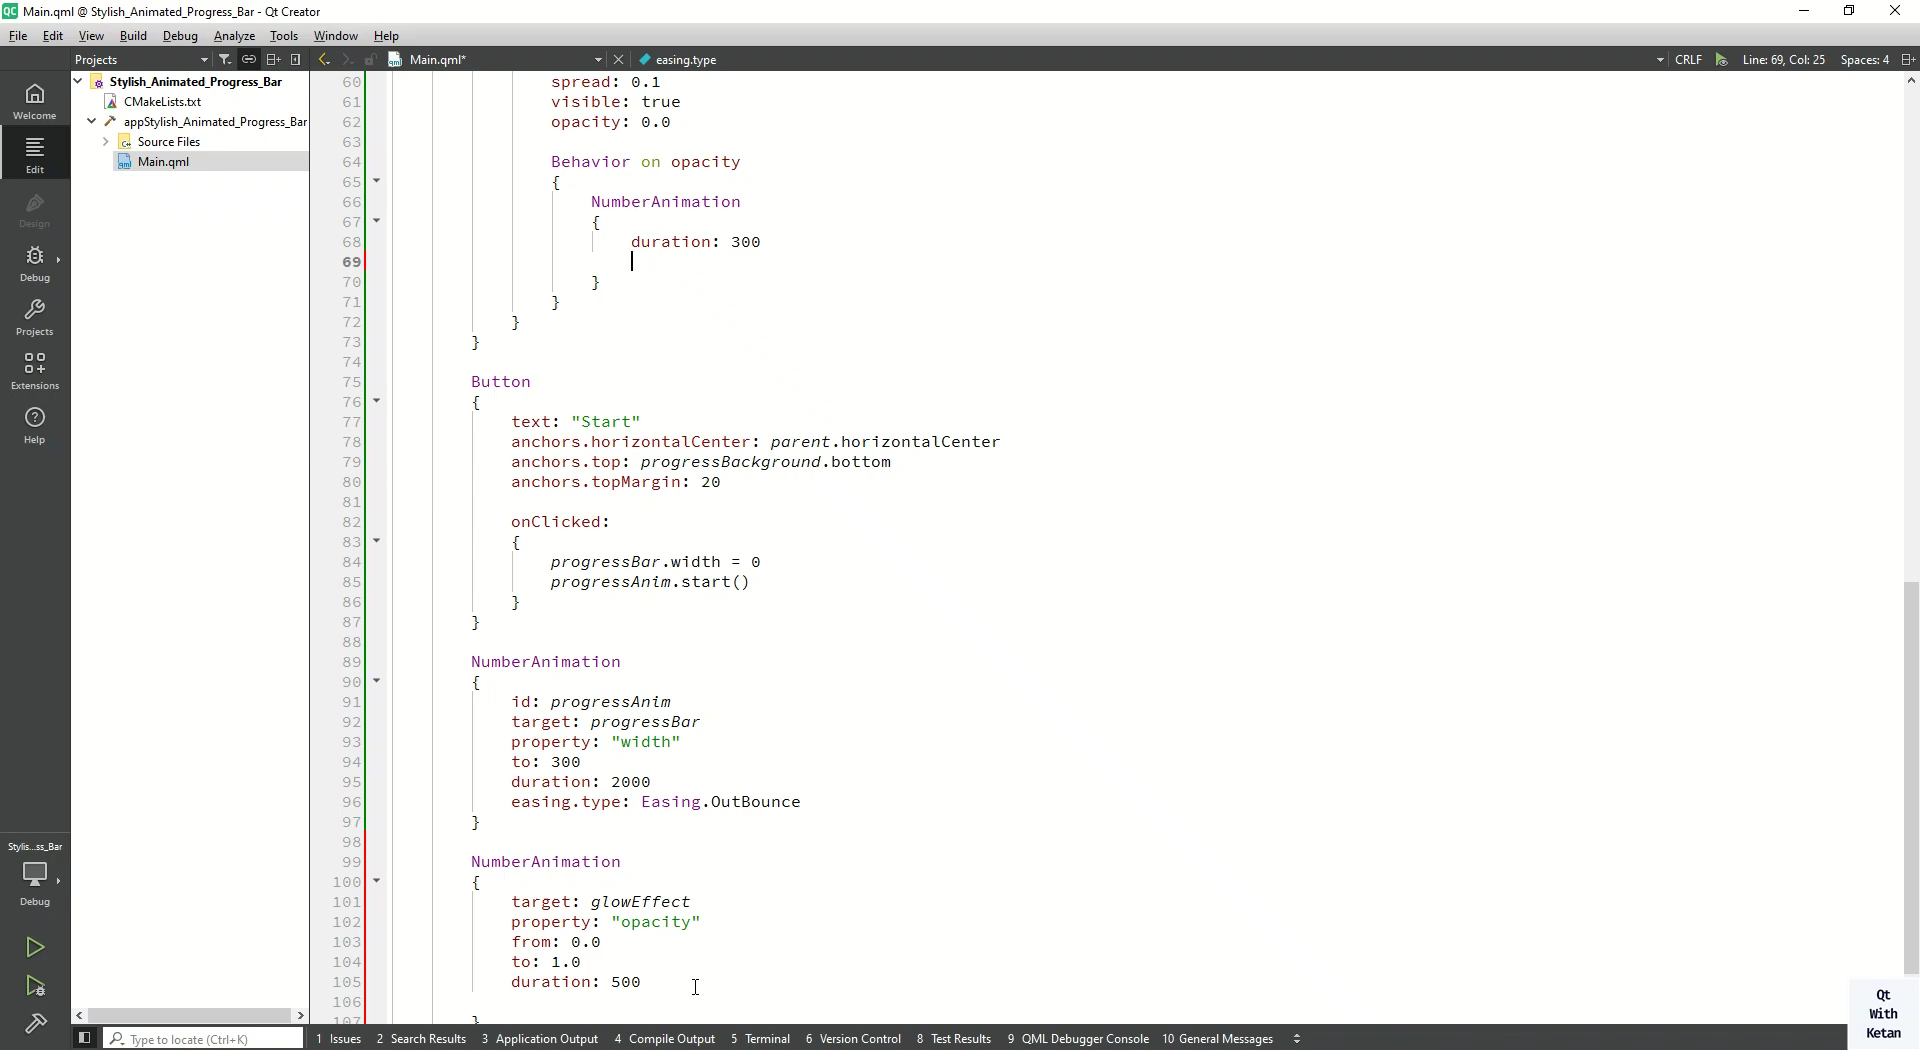 Main.qml @ Stylish_Animated_Progress_Bar - Qt Creator
File Edit View Build Debug Analyze Tools Window Help
Projects Main.qml* easing.type CRLF Line: 69, Col: 25 Spaces: 4
Stylish_Animated_Progress_Bar
CMakeLists.txt
appStylish_Animated_Progress_Bar
Source Files
Main.qml
Welcome
Edit
Design
Debug
Projects
Extensions
Help
Stylis...ss_Bar
Debug
60 spread: 0.1
61 visible: true
62 opacity: 0.0
63
64 Behavior on opacity
65 {
66 NumberAnimation
67 {
68 duration: 300
69
70 }
71 }
72 }
73 }
74
75 Button
76 {
77 text: "Start"
78 anchors.horizontalCenter: parent.horizontalCenter
79 anchors.top: progressBackground.bottom
80 anchors.topMargin: 20
81
82 onClicked:
83 {
84 progressBar.width = 0
85 progressAnim.start()
86 }
87 }
88
89 NumberAnimation
90 {
91 id: progressAnim
92 target: progressBar
93 property: "width"
94 to: 300
95 duration: 2000
96 easing.type: Easing.OutBounce
97 }
98
99 NumberAnimation
100 {
101 target: glowEffect
102 property: "opacity"
103 from: 0.0
104 to: 1.0
105 duration: 500
106
107 }
Type to locate (Ctrl+K) 1 Issues 2 Search Results 3 Application Output 4 Compile Output 5 Terminal 6 Version Control 8 Test Results 9 QML Debugger Console 10 General Messages
Qt
With
Ketan